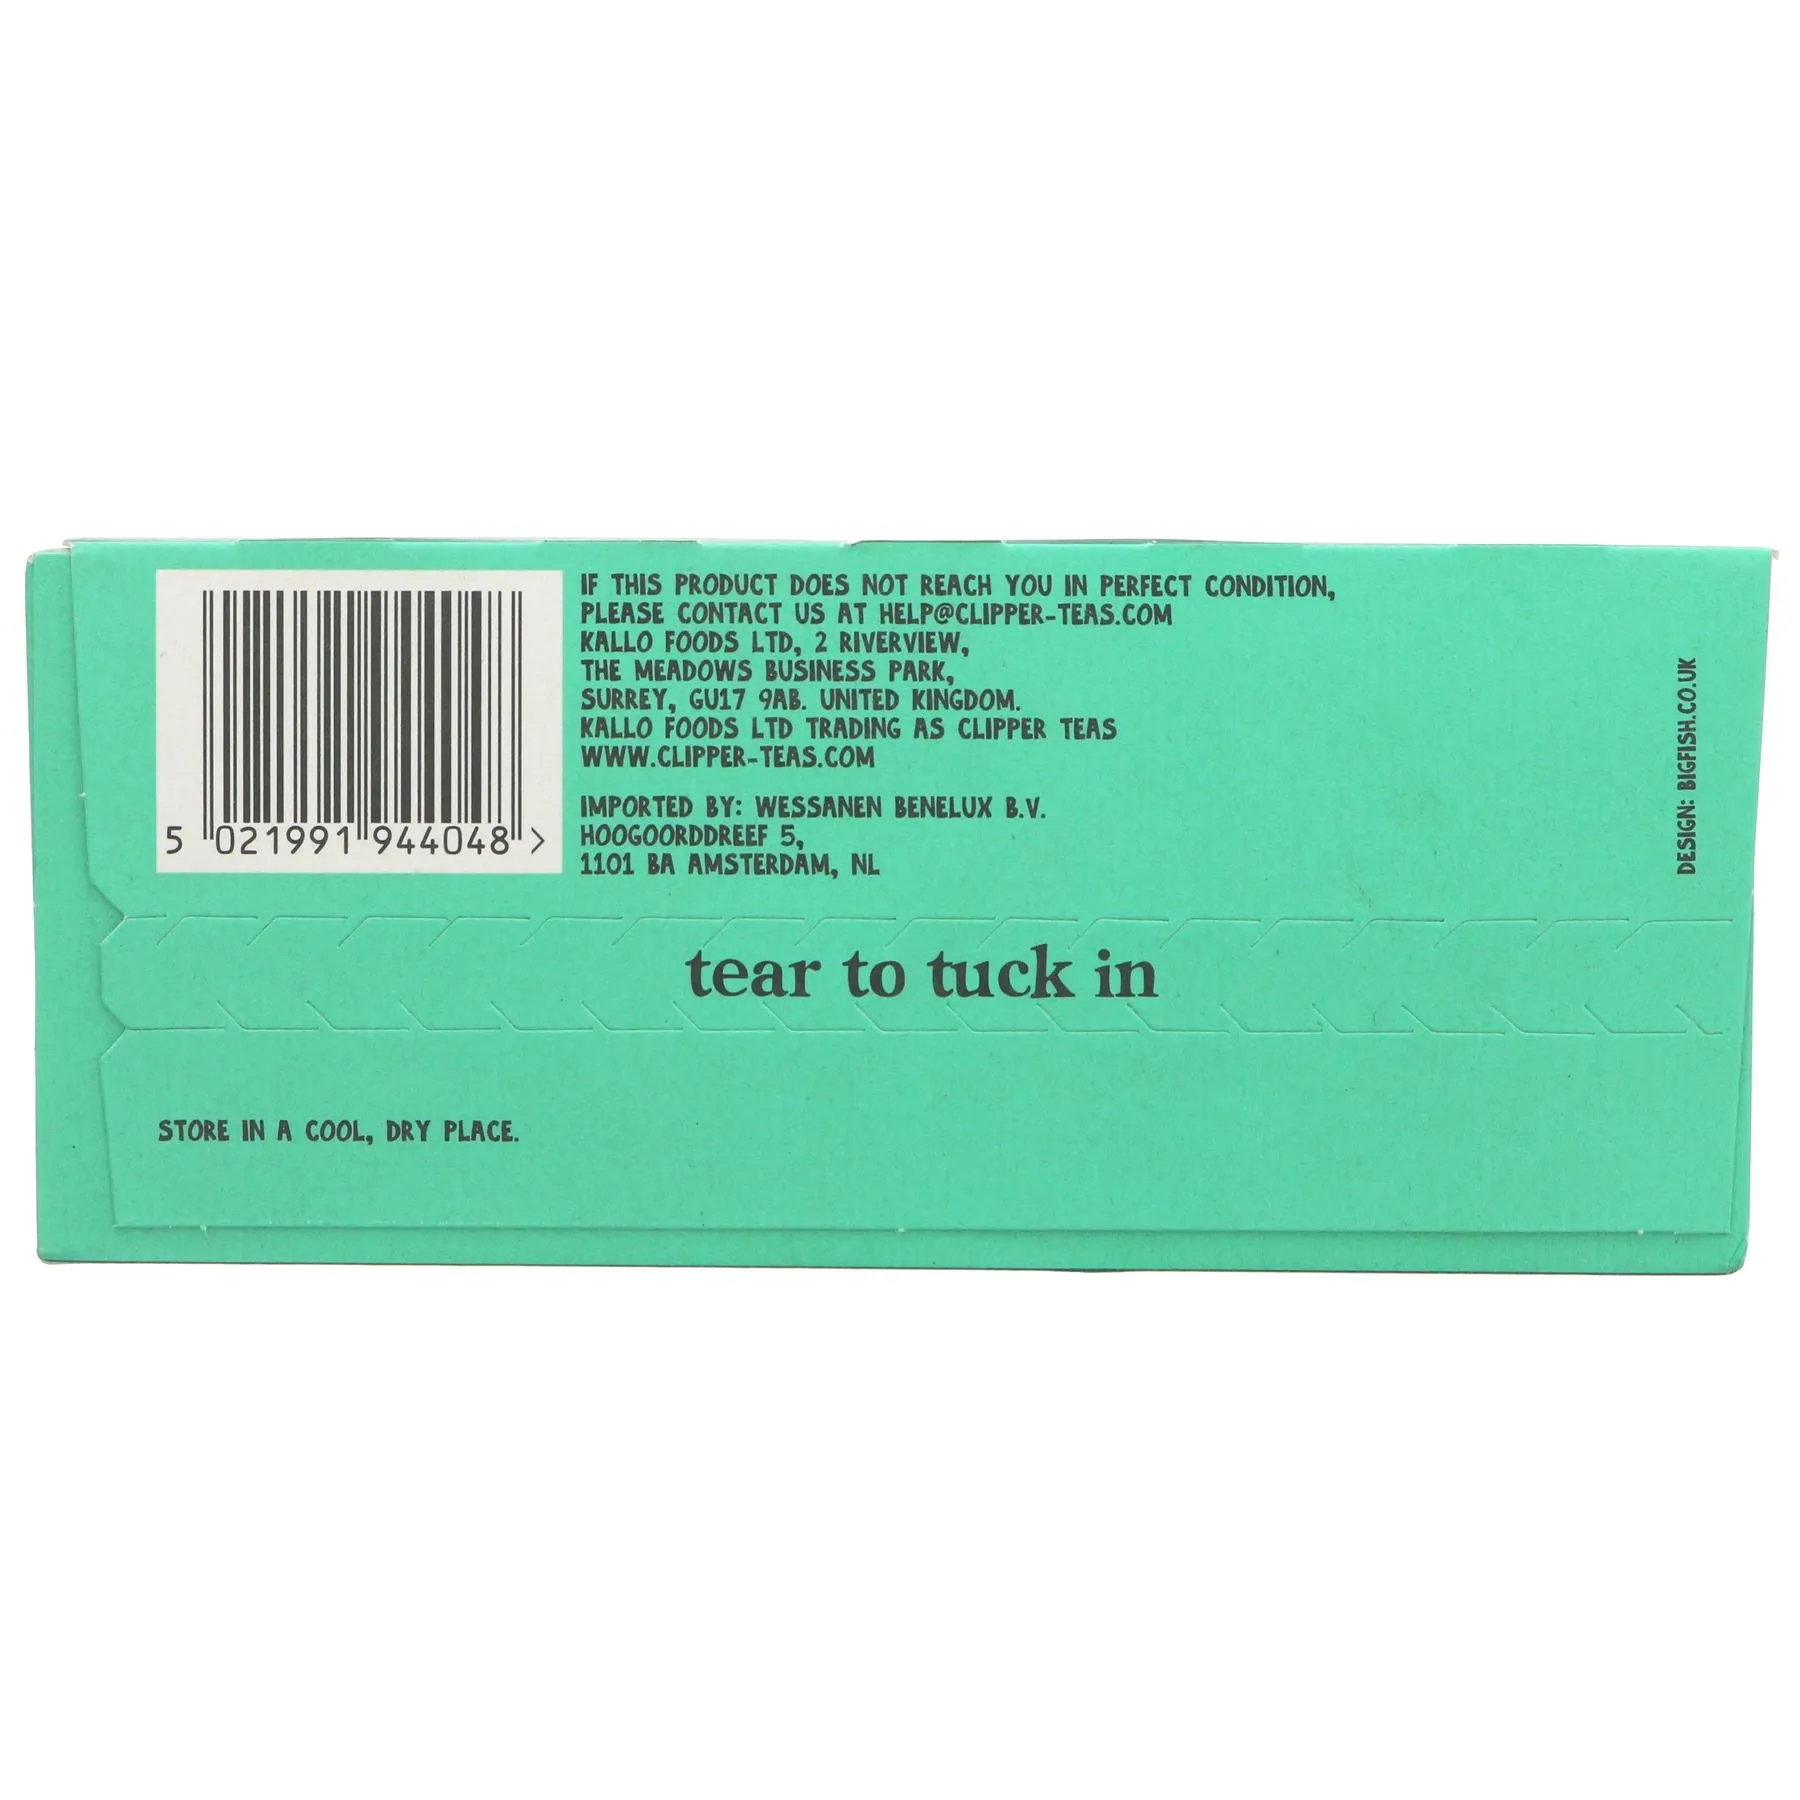 IF THIS PRODUCT DOES NOT REACH YOU IN PERFECT CONDITION,
PLEASE CONTACT US AT HELP@CLIPPER-TEAS.COM
KALLO FOODS LTD, 2 RIVERVIEW,
THE MEADOWS BUSINESS PARK,
SURREY, GU17 9AB. UNITED KINGDOM.
KALLO FOODS LTD TRADING AS CLIPPER TEAS
WWW.CLIPPER-TEAS.COM
IMPORTED BY: WESSANEN BENELUX B.V.
HOOGOORDDREEF 5,
1101 BA AMSTERDAM, NL
5 021991 944048 >
DESIGN: BIGFISH.CO.UK
tear to tuck in
STORE IN A COOL, DRY PLACE.